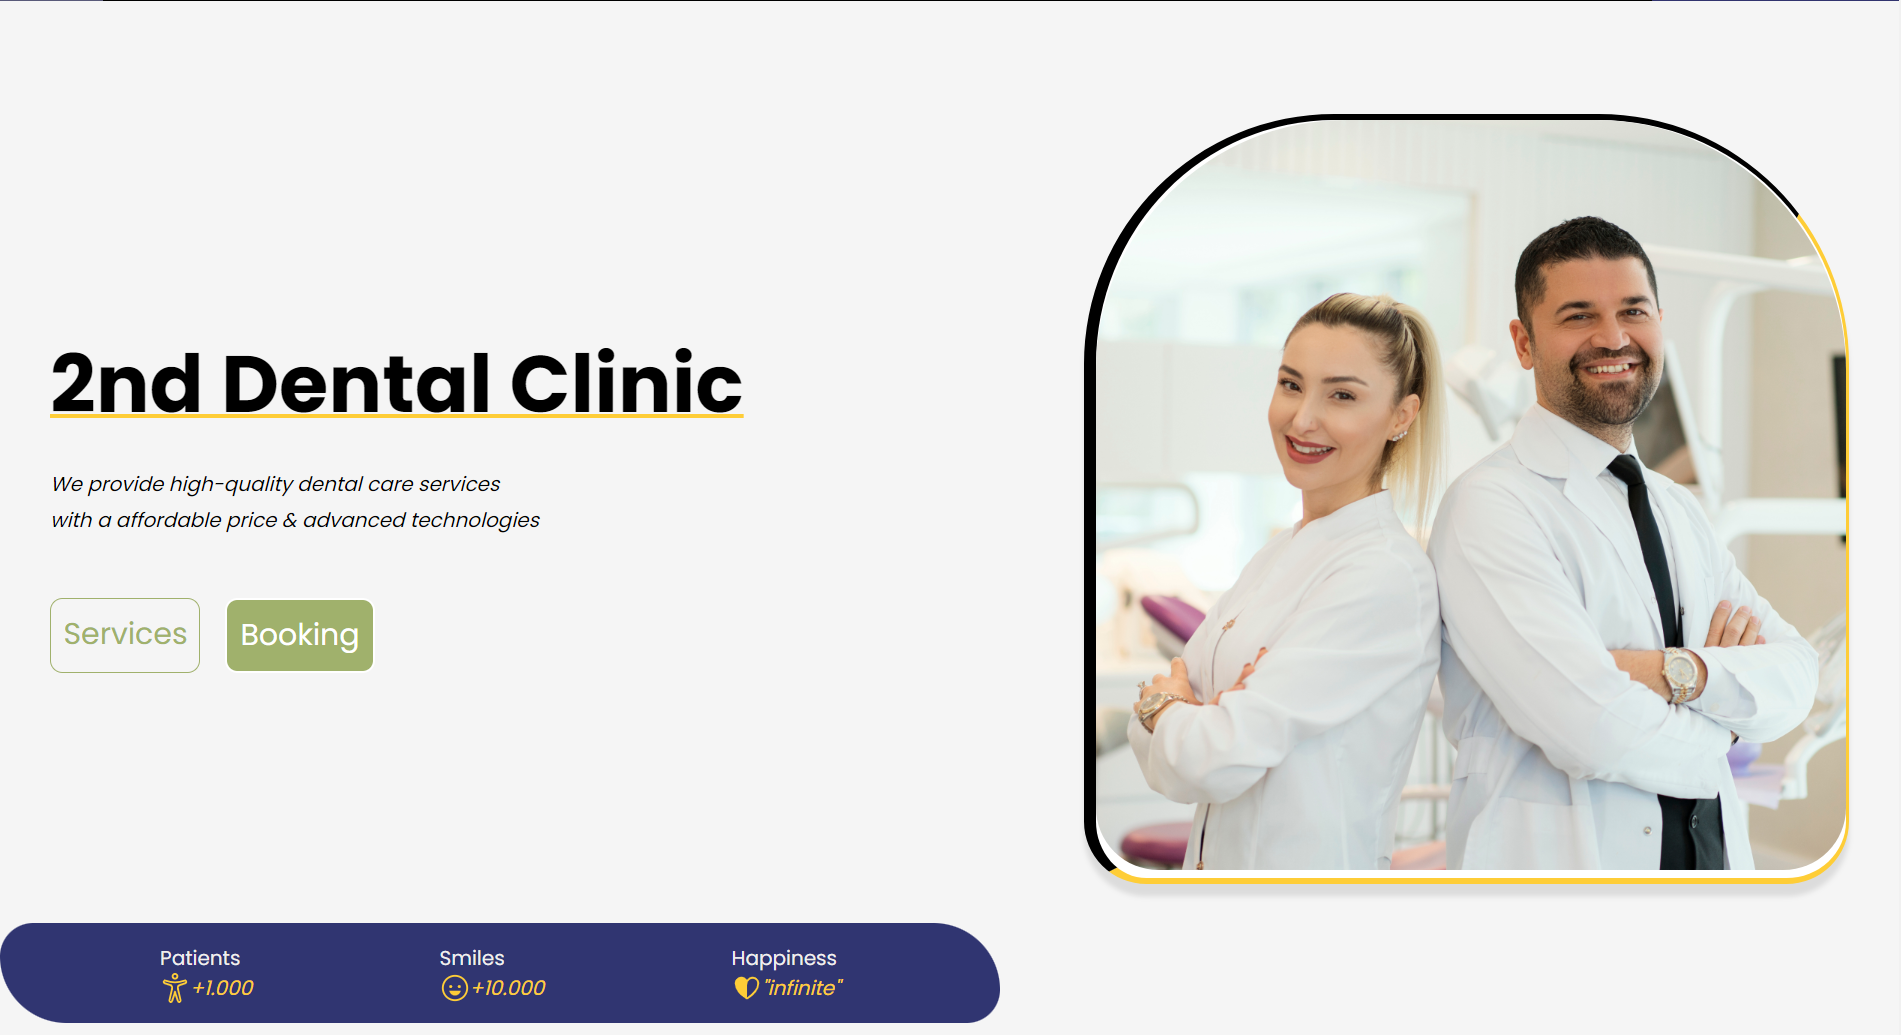 2nd Dental Clinic
We provide high-quality dental care services
with a affordable price & advanced technologies
Services
Booking
Patients
+1.000
Smiles
+10.000
Happiness
"infinite"